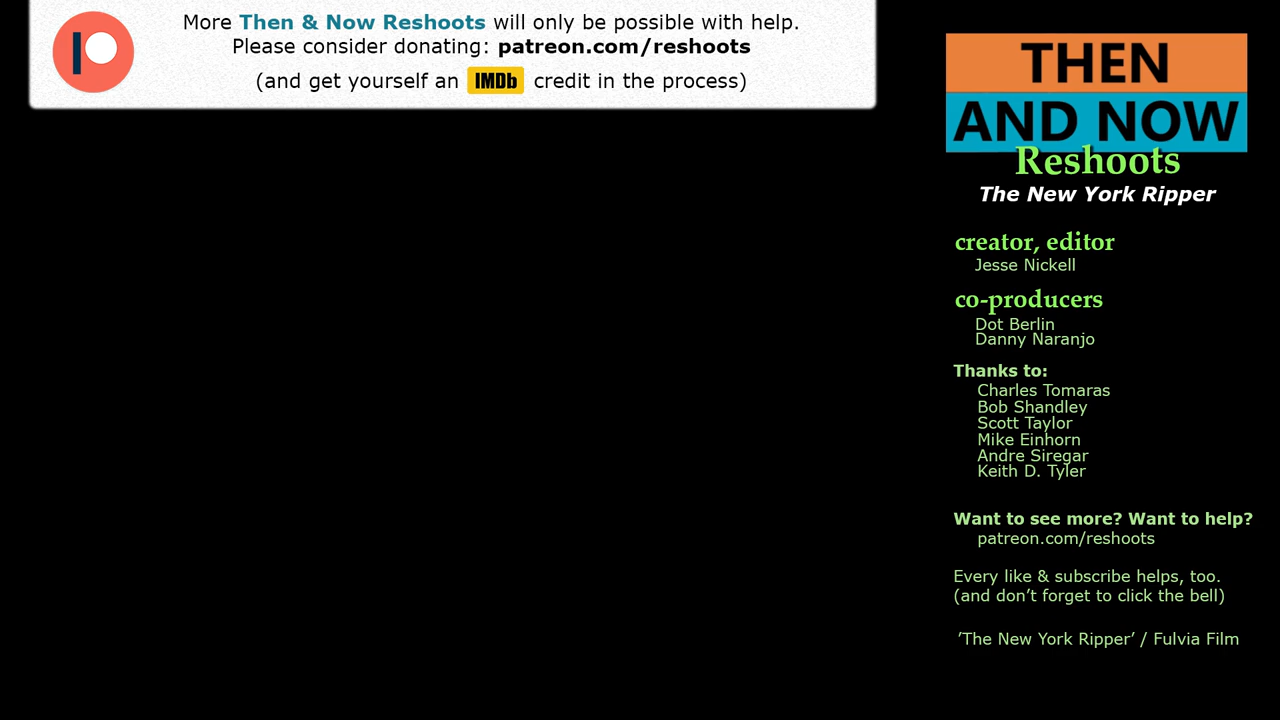 More Then & Now Reshoots will only be possible with help.
Please consider donating: patreon.com/reshoots
(and get yourself an IMDb credit in the process)
THEN
AND NOW
Reshoots
The New York Ripper
creator, editor
Jesse Nickell
co-producers
Dot Berlin
Danny Naranjo
Thanks to:
Charles Tomaras
Bob Shandley
Scott Taylor
Mike Einhorn
Andre Siregar
Keith D. Tyler
Want to see more? Want to help?
patreon.com/reshoots
Every like & subscribe helps, too.
(and don’t forget to click the bell)
’The New York Ripper’ / Fulvia Film